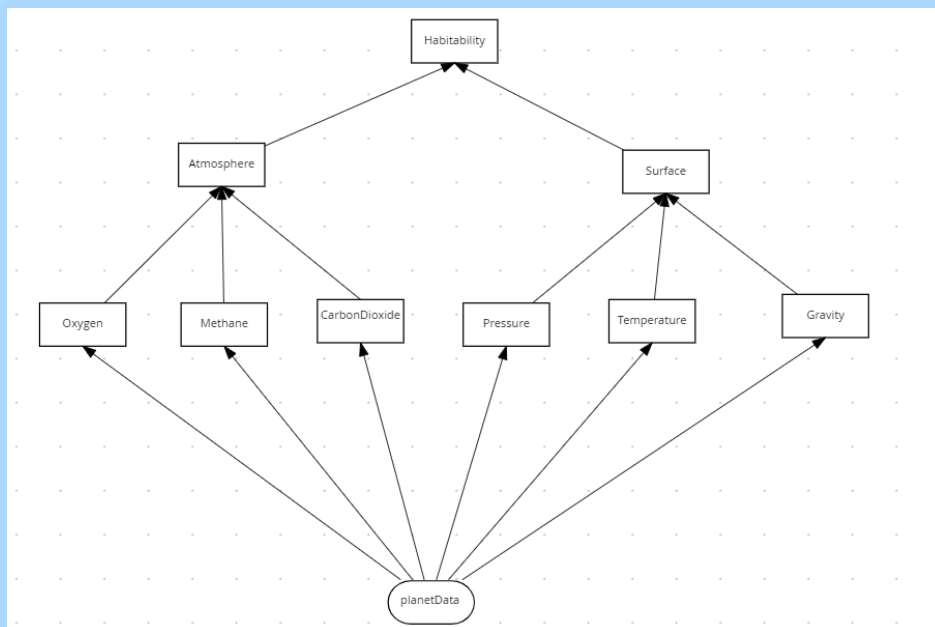 Habitability
Atmosphere
Surface
Oxygen
Methane
CarbonDioxide
Pressure
Temperature
Gravity
planetData